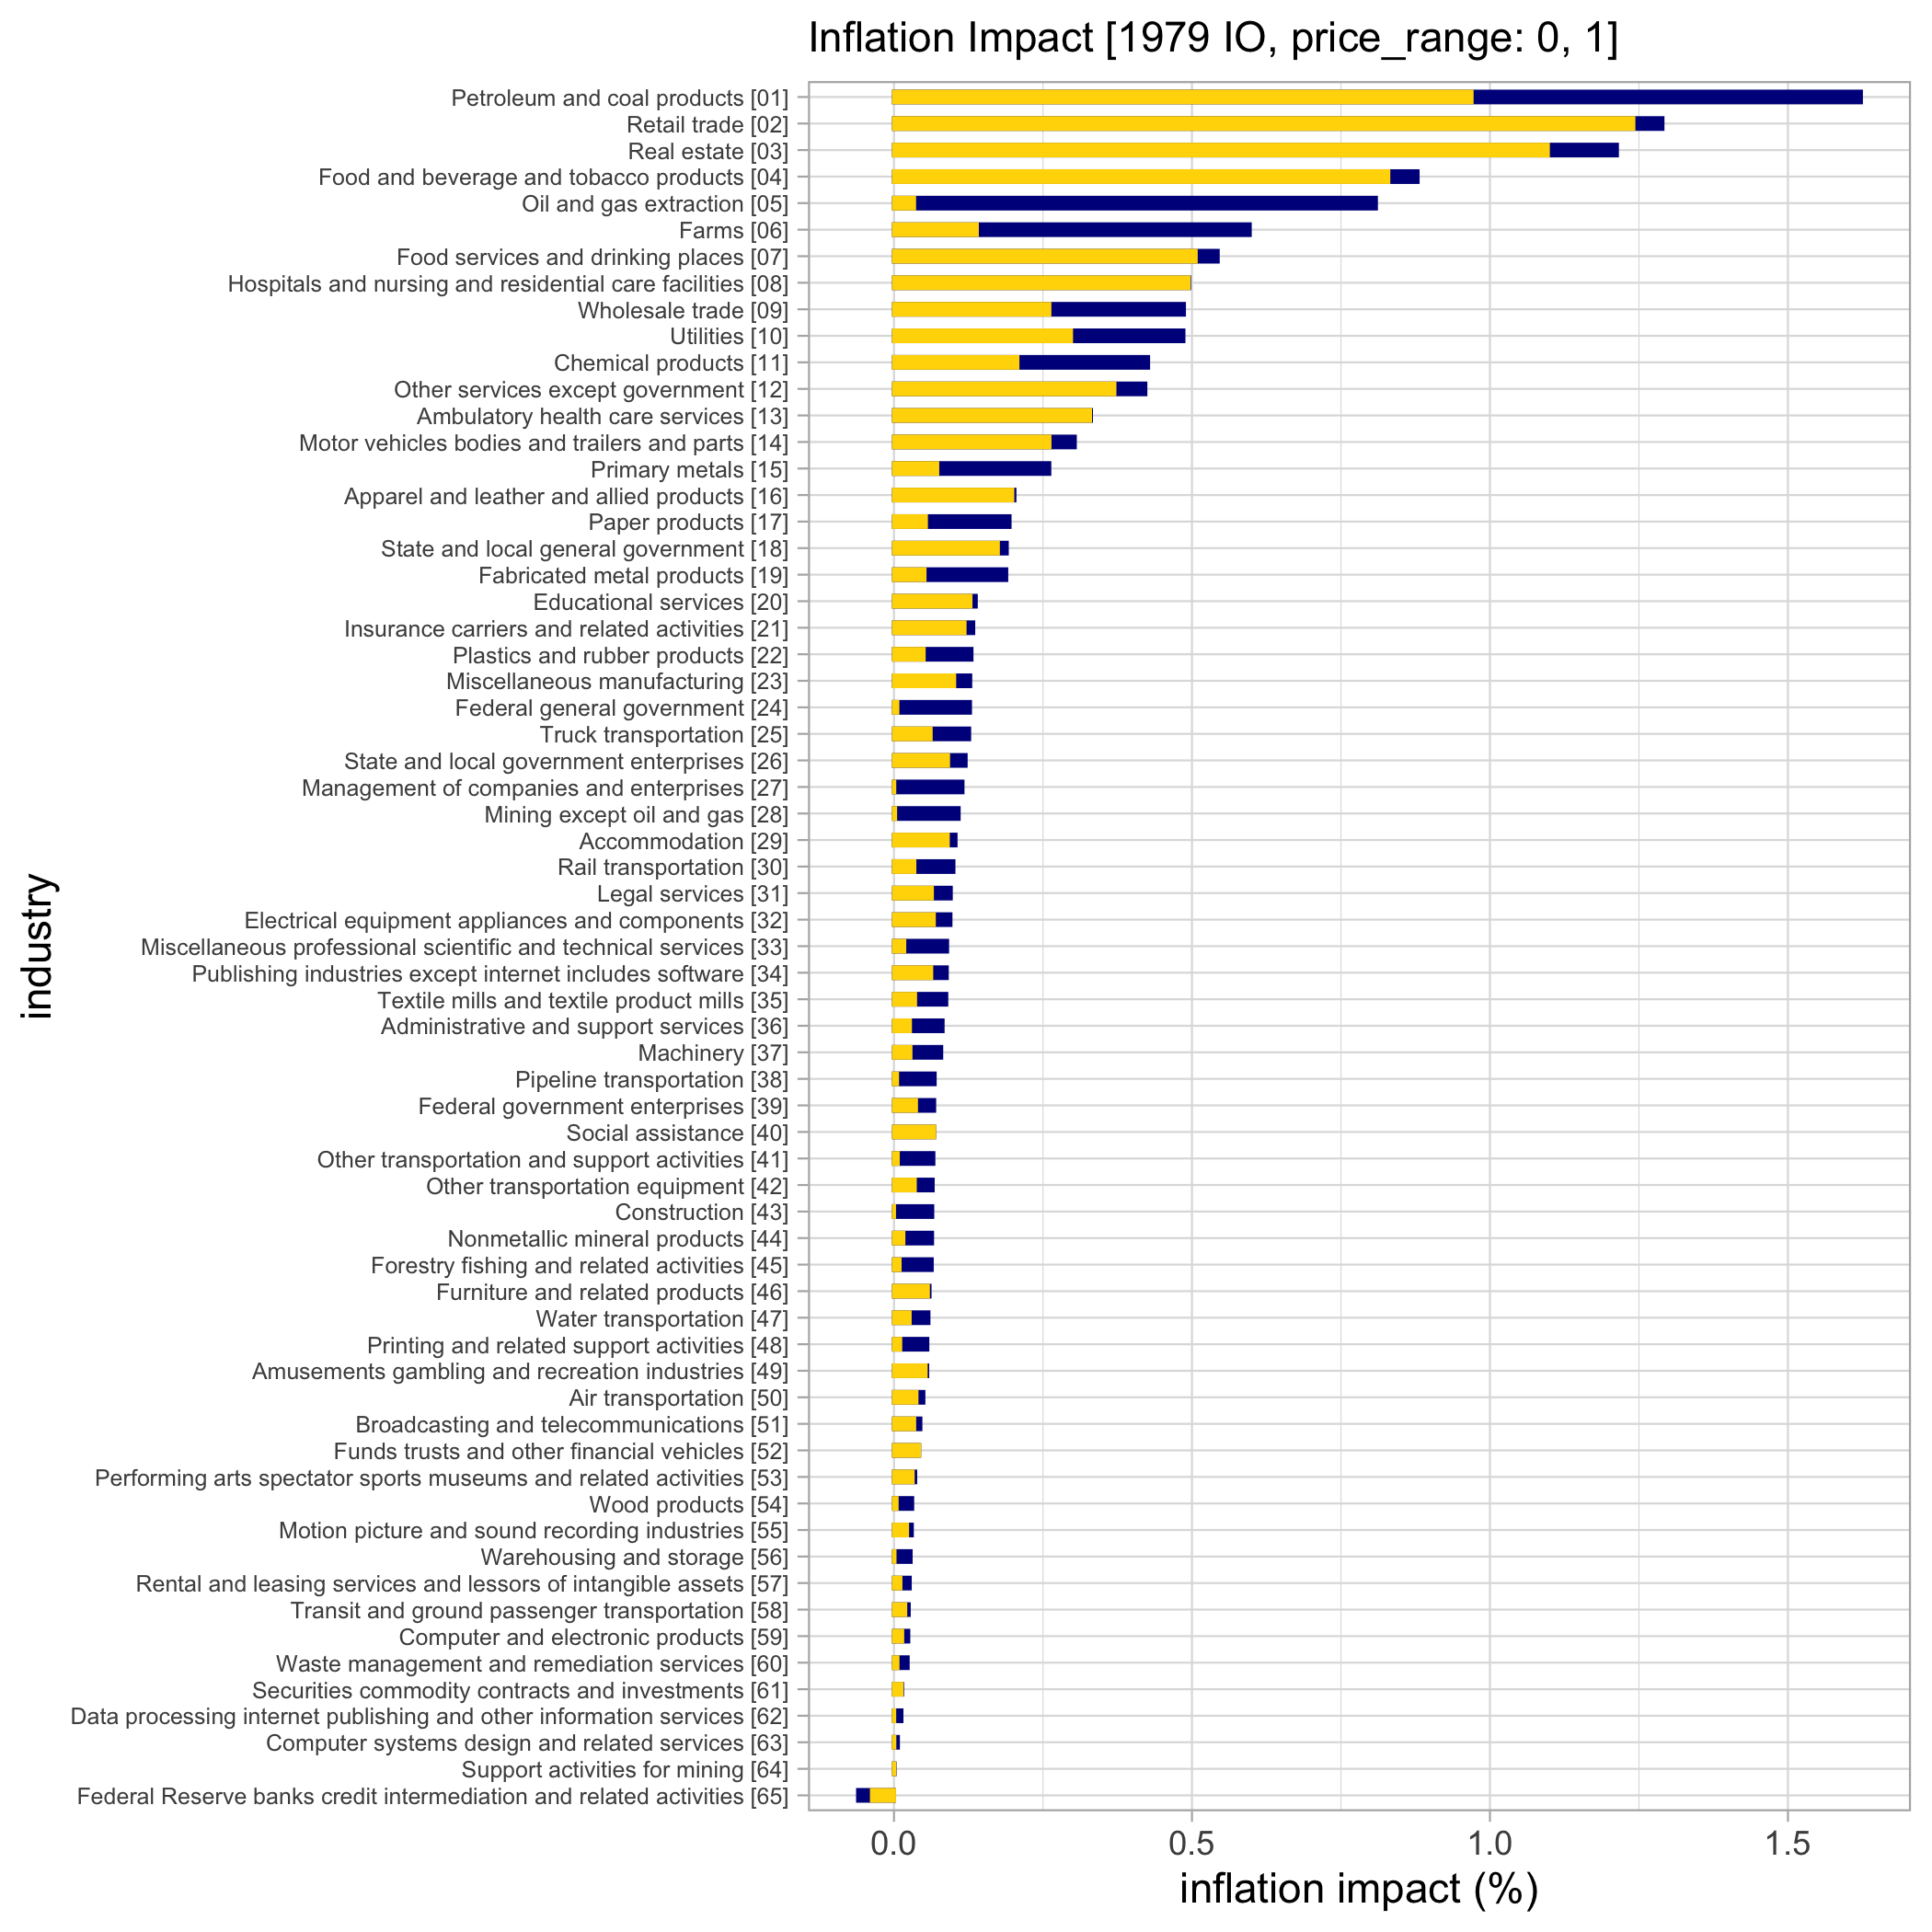 Inflation Impact [1979 IO, price_range: 0, 1]
Petroleum and coal products [01]
Retail trade [02]
Real estate [03]
Food and beverage and tobacco products [04]
Oil and gas extraction [05]
Farms [06]
Food services and drinking places [07]
Hospitals and nursing and residential care facilities [08]
Wholesale trade [09]
Utilities [10]
Chemical products [11]
Other services except government [12]
Ambulatory health care services [13]
Motor vehicles bodies and trailers and parts [14]
Primary metals [15]
Apparel and leather and allied products [16]
Paper products [17]
State and local general government [18]
Fabricated metal products [19]
Educational services [20]
Insurance carriers and related activities [21]
Plastics and rubber products [22]
Miscellaneous manufacturing [23]
Federal general government [24]
Truck transportation [25]
State and local government enterprises [26]
Management of companies and enterprises [27]
Mining except oil and gas [28]
Accommodation [29]
Rail transportation [30]
Legal services [31]
Electrical equipment appliances and components [32]
Miscellaneous professional scientific and technical services [33]
Publishing industries except internet includes software [34]
Textile mills and textile product mills [35]
Administrative and support services [36]
Machinery [37]
Pipeline transportation [38]
Federal government enterprises [39]
Social assistance [40]
Other transportation and support activities [41]
Other transportation equipment [42]
Construction [43]
Nonmetallic mineral products [44]
Forestry fishing and related activities [45]
Furniture and related products [46]
Water transportation [47]
Printing and related support activities [48]
Amusements gambling and recreation industries [49]
Air transportation [50]
Broadcasting and telecommunications [51]
Funds trusts and other financial vehicles [52]
Performing arts spectator sports museums and related activities [53]
Wood products [54]
Motion picture and sound recording industries [55]
Warehousing and storage [56]
Rental and leasing services and lessors of intangible assets [57]
Transit and ground passenger transportation [58]
Computer and electronic products [59]
Waste management and remediation services [60]
Securities commodity contracts and investments [61]
Data processing internet publishing and other information services [62]
Computer systems design and related services [63]
Support activities for mining [64]
Federal Reserve banks credit intermediation and related activities [65]
industry
0.0 0.5 1.0 1.5
inflation impact (%)